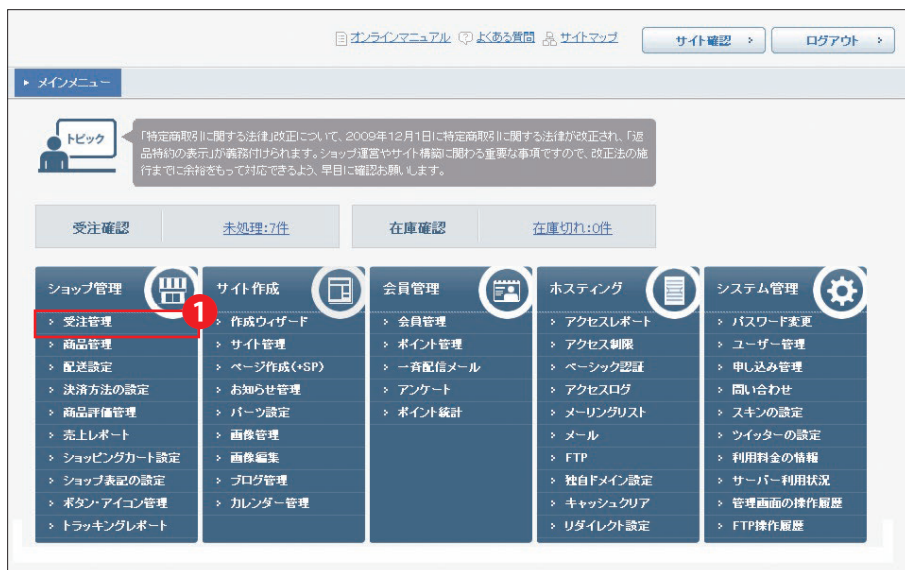 オンラインマニュアル よくある質問 サイトマップ サイト確認 ログアウト
メインメニュー
トピック
「特定商取引に関する法律」改正について、2009年12月1日に特定商取引に関する法律が改正され、「返
品特約の表示」が義務付けられます。ショップ運営やサイト構築に関わる重要な事項ですので、改正法の施
行までに余裕をもって対応できるよう、早目に確認お願いします。
受注確認 未処理:7件 在庫確認 在庫切れ:0件
ショップ管理
1
受注管理
商品管理
配送設定
決済方法の設定
商品評価管理
売上レポート
ショッピングカート設定
ショップ表記の設定
ボタン・アイコン管理
トラッキングレポート
サイト作成
作成ウィザード
サイト管理
ページ作成(+SP)
お知らせ管理
パーツ設定
画像管理
画像編集
ブログ管理
カレンダー管理
会員管理
会員管理
ポイント管理
一斉配信メール
アンケート
ポイント統計
ホスティング
アクセスレポート
アクセス制限
ベーシック認証
アクセスログ
メーリングリスト
メール
FTP
独自ドメイン設定
キャッシュクリア
リダイレクト設定
システム管理
パスワード変更
ユーザー管理
申し込み管理
問い合わせ
スキンの設定
ツイッターの設定
利用料金の情報
サーバー利用状況
管理画面の操作履歴
FTP操作履歴